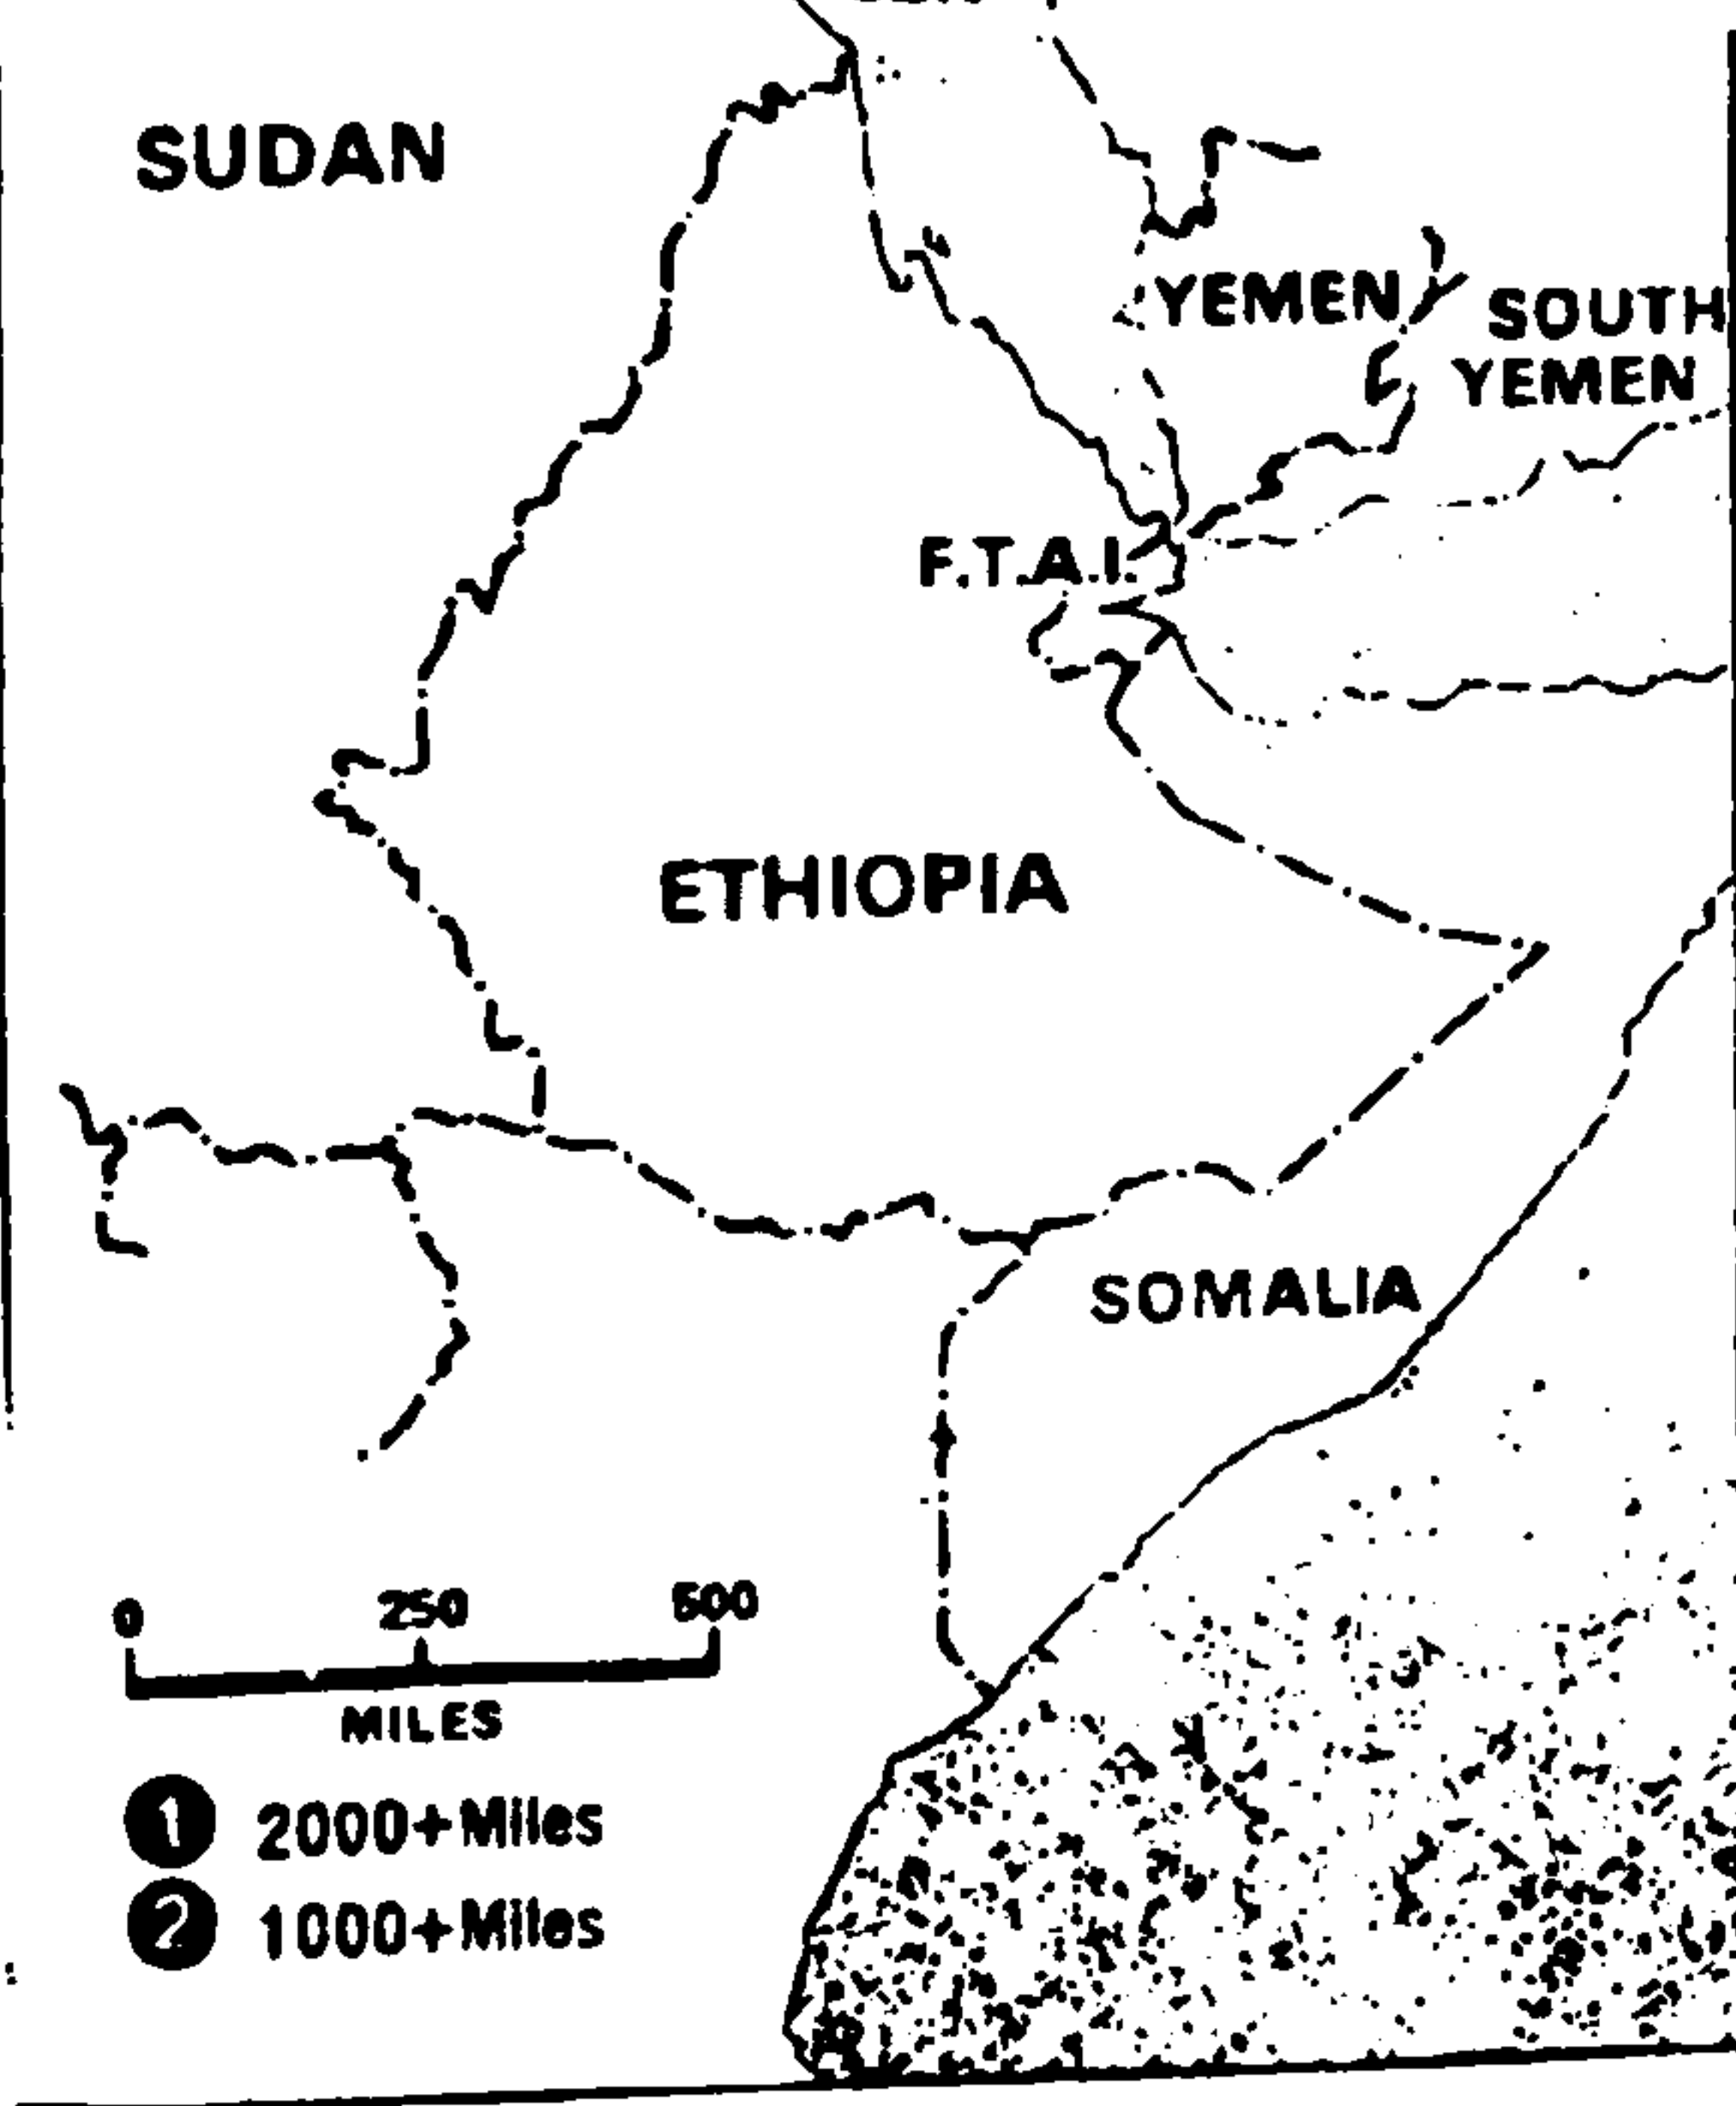 SUDAN
YEMEN
SOUTH
YEMEN
F.T.A.I.
ETHIOPIA
SOMALIA
0 250 500
MILES
1 2000+Miles
2 1000+Miles